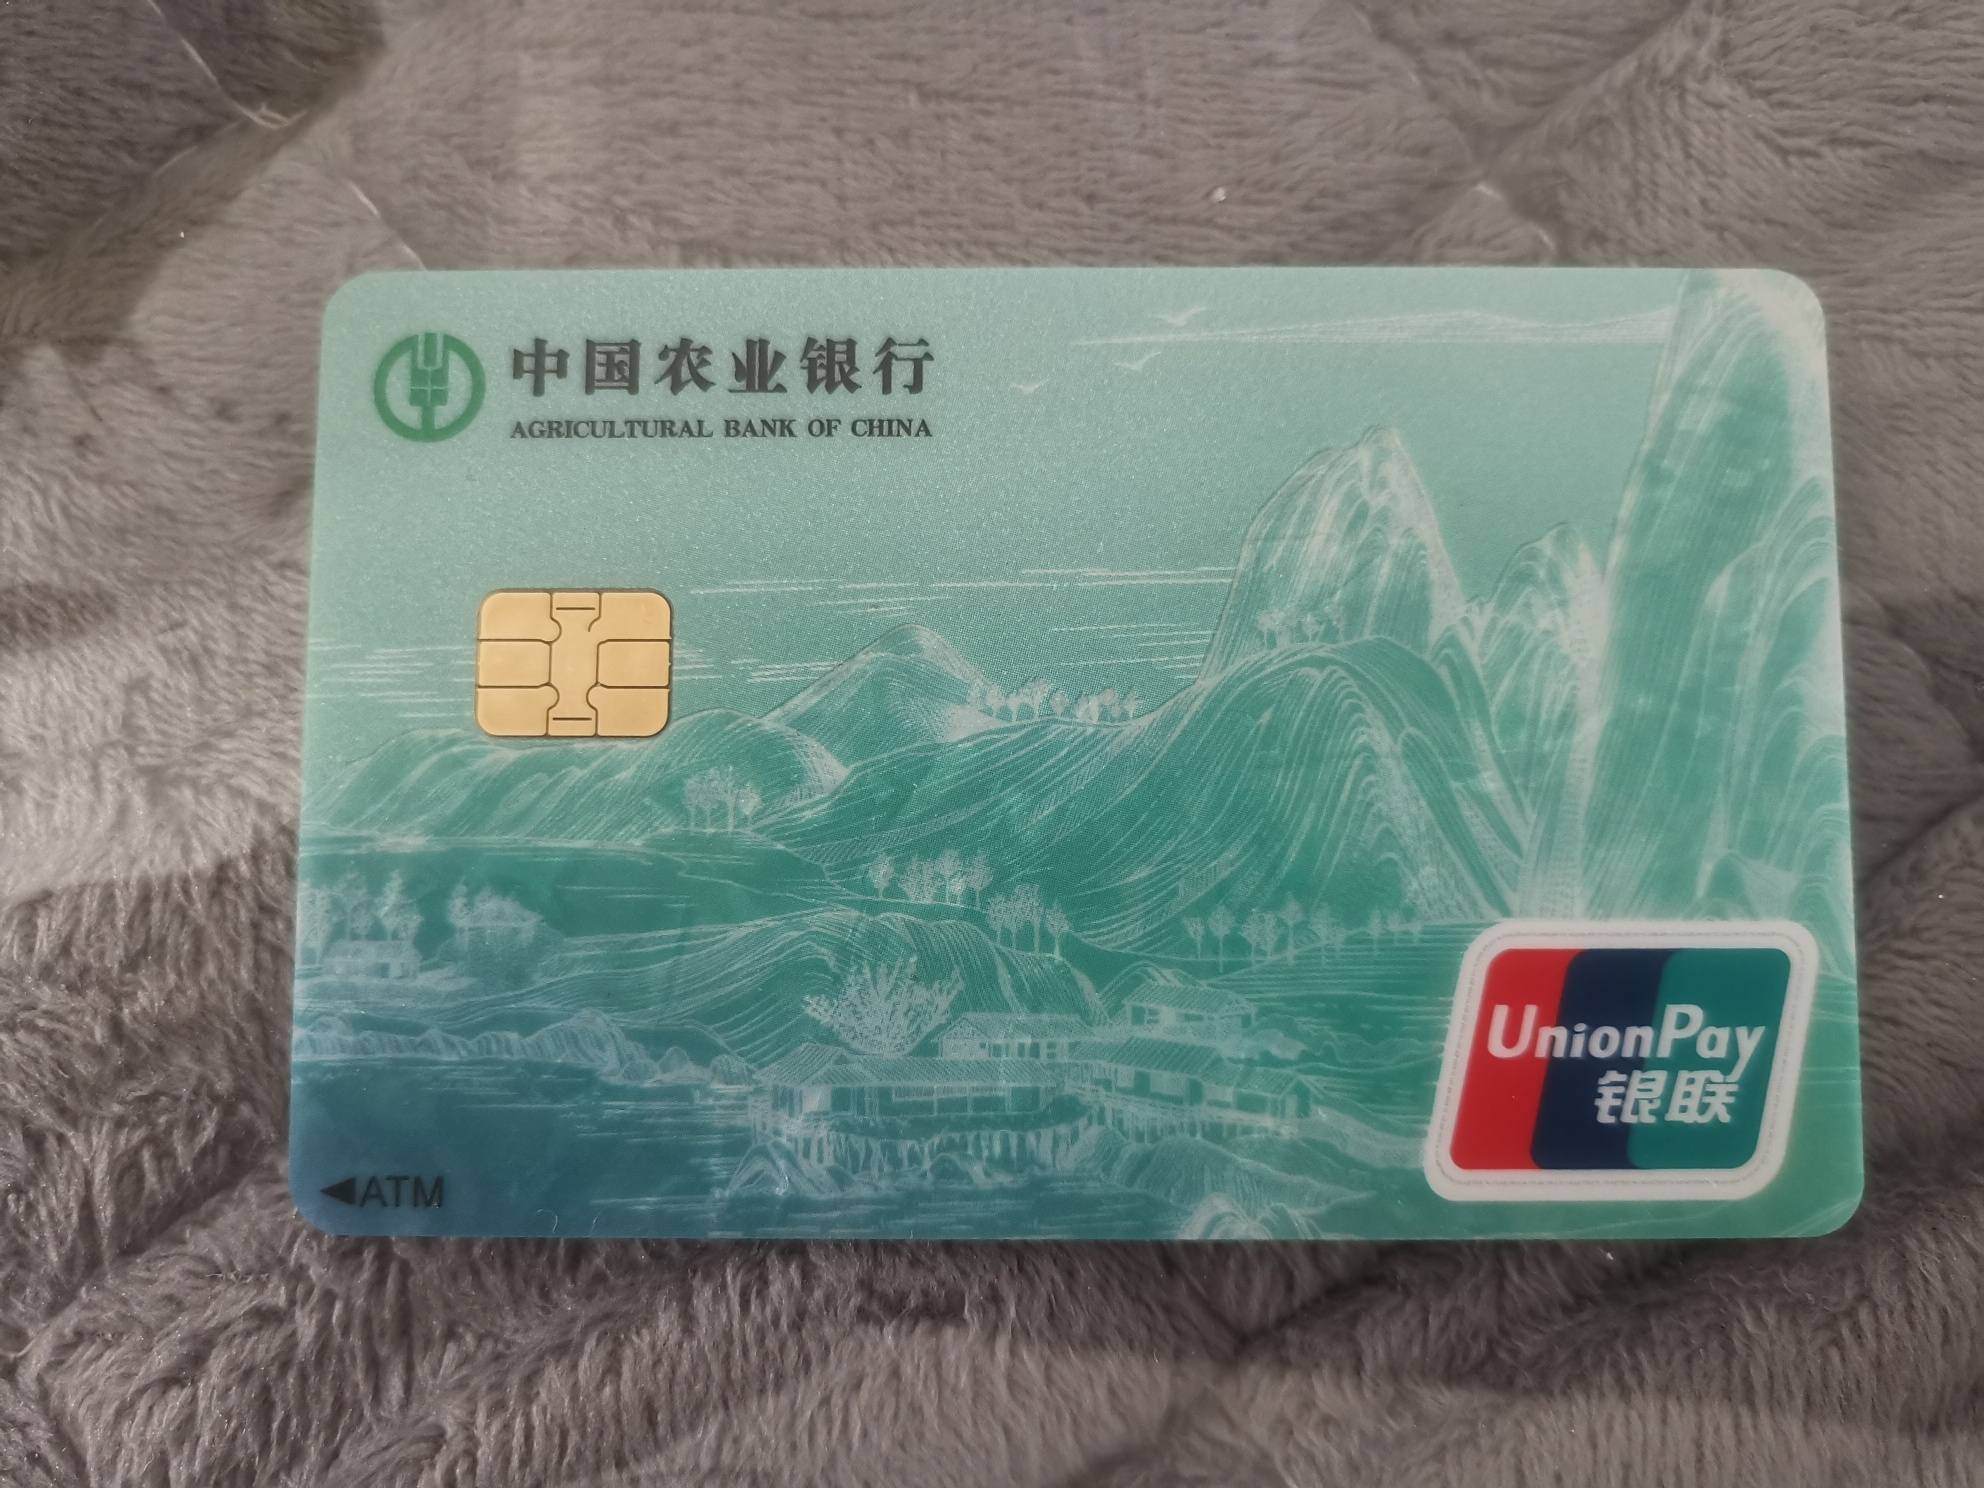 中国农业银行
AGRICULTURAL BANK OF CHINA
UnionPay
银联
ATM